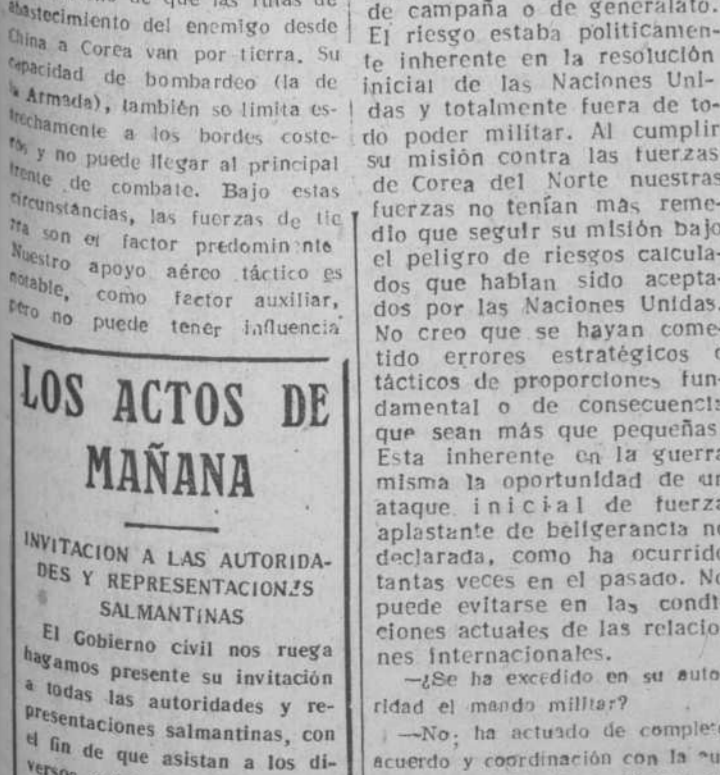 que las rutas de
abastecimiento del enemigo desde
China a Corea van por tierra. Su
capacidad de bombardeo (la de
la Armada), también se limita es-
trechamente a los bordes coste-
ros y no puede llegar al principal
frente de combate. Bajo estas
circunstancias, las fuerzas de tie
rra son el factor predominante
Nuestro apoyo aéreo táctico es
notable, como factor auxiliar,
pero no puede tener influencia
LOS ACTOS DE
MAÑANA
INVITACION A LAS AUTORIDA-
DES Y REPRESENTACIONES
SALMANTINAS
El Gobierno civil nos ruega
hagamos presente su invitación
a todas las autoridades y re-
presentaciones salmantinas, con
el fin de que asistan a los di-
versos
de campaña o de generalato.
El riesgo estaba políticamen-
te inherente en la resolución
inicial de las Naciones Uni-
das y totalmente fuera de to-
do poder militar. Al cumplir
su misión contra las fuerzas
de Corea del Norte nuestras
fuerzas no tenían más reme-
dio que seguir su misión bajo
el peligro de riesgos calcula-
dos que habían sido acepta-
dos por las Naciones Unidas.
No creo que se hayan come-
tido errores estratégicos o
tácticos de proporciones fun-
damental o de consecuencia
que sean más que pequeñas
Esta inherente en la guerra
misma la oportunidad de un
ataque inicial de fuerza
aplastante de beligerancia no
declarada, como ha ocurrido
tantas veces en el pasado. No
puede evitarse en las condi
ciones actuales de las relacio
nes internacionales.
—¿Se ha excedido en su auto
ridad el mando militar?
—No; ha actuado de completo
acuerdo y coordinación con la au